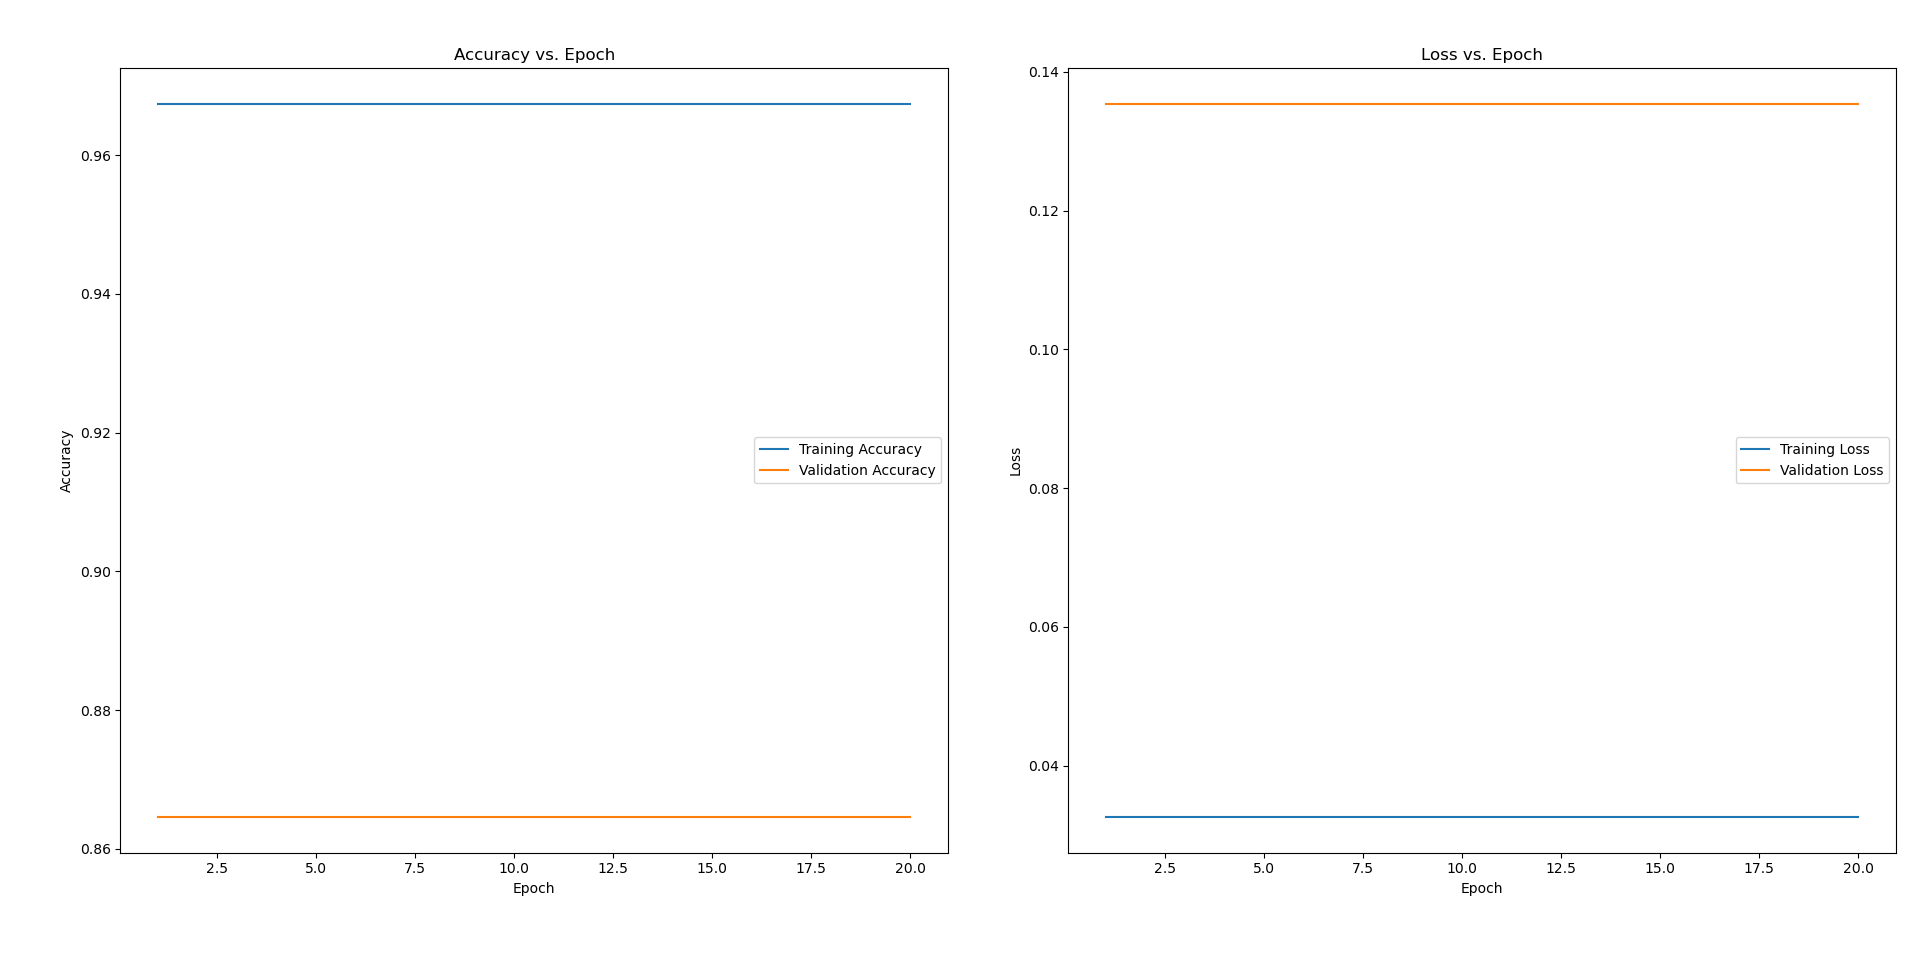 Accuracy vs. Epoch
0.96
0.94
0.92
0.90
0.88
0.86
Accuracy
Training Accuracy
Validation Accuracy
2.5 5.0 7.5 10.0 12.5 15.0 17.5 20.0
Epoch
Loss vs. Epoch
0.14
0.12
0.10
0.08
0.06
0.04
Loss
Training Loss
Validation Loss
2.5 5.0 7.5 10.0 12.5 15.0 17.5 20.0
Epoch